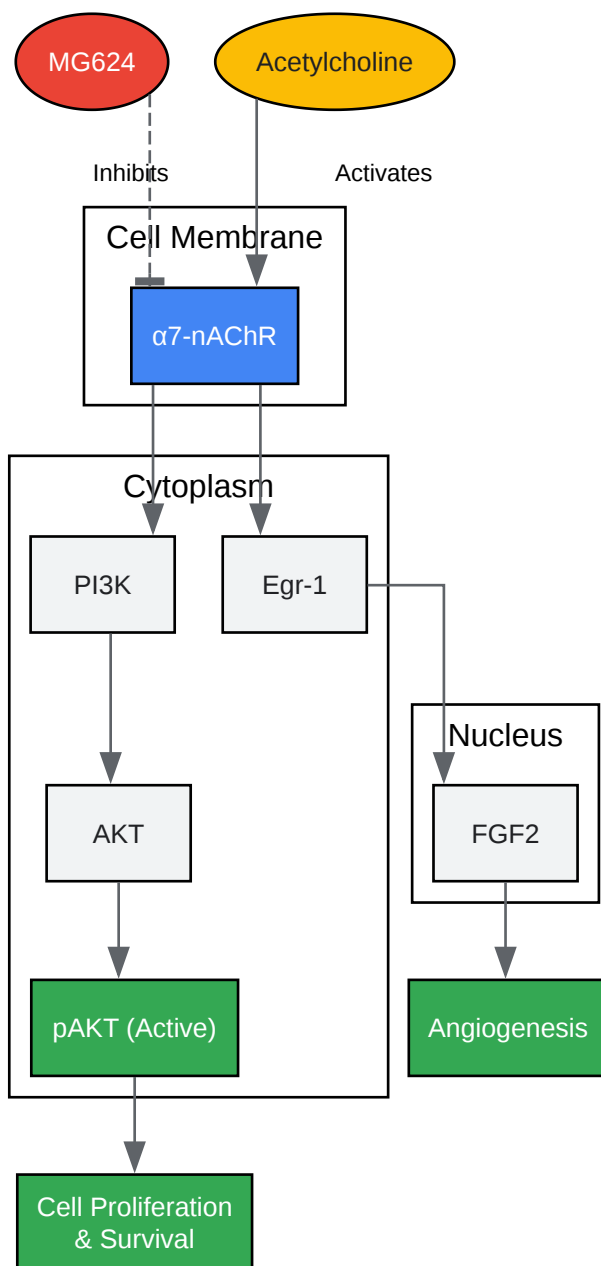 MG624
Acetylcholine
Inhibits
Activates
Cell Membrane
α7-nAChR
Cytoplasm
PI3K
Egr-1
Nucleus
AKT
FGF2
pAKT (Active)
Angiogenesis
Cell Proliferation
& Survival